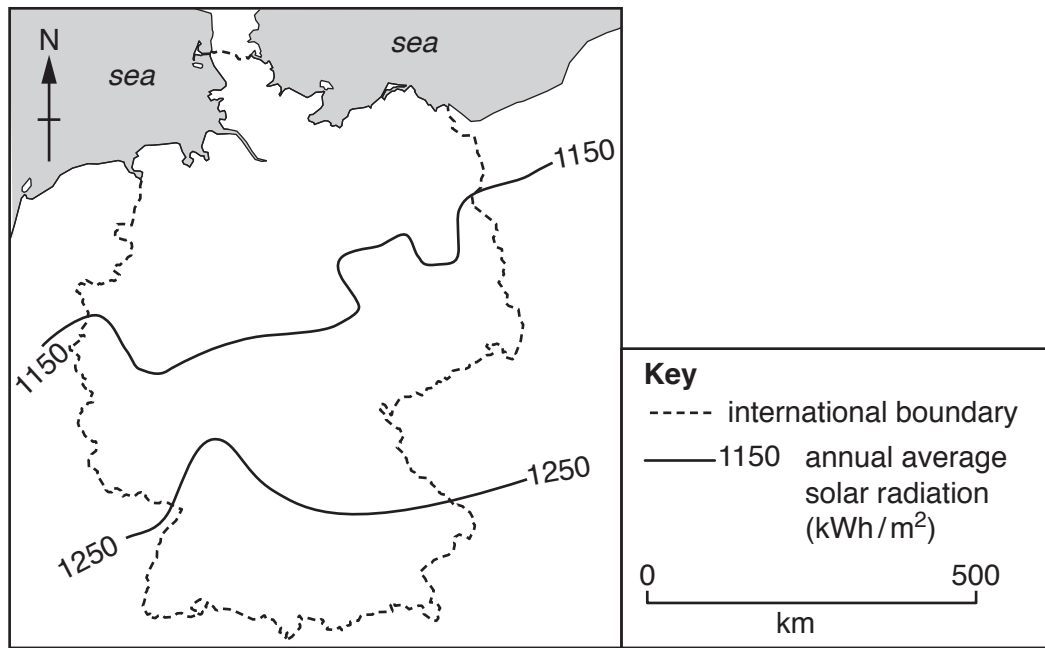 N
sea
sea
1150
1150
1250
1250
Key
international boundary
1150 annual average
solar radiation
(kWh/m²)
0 500
km